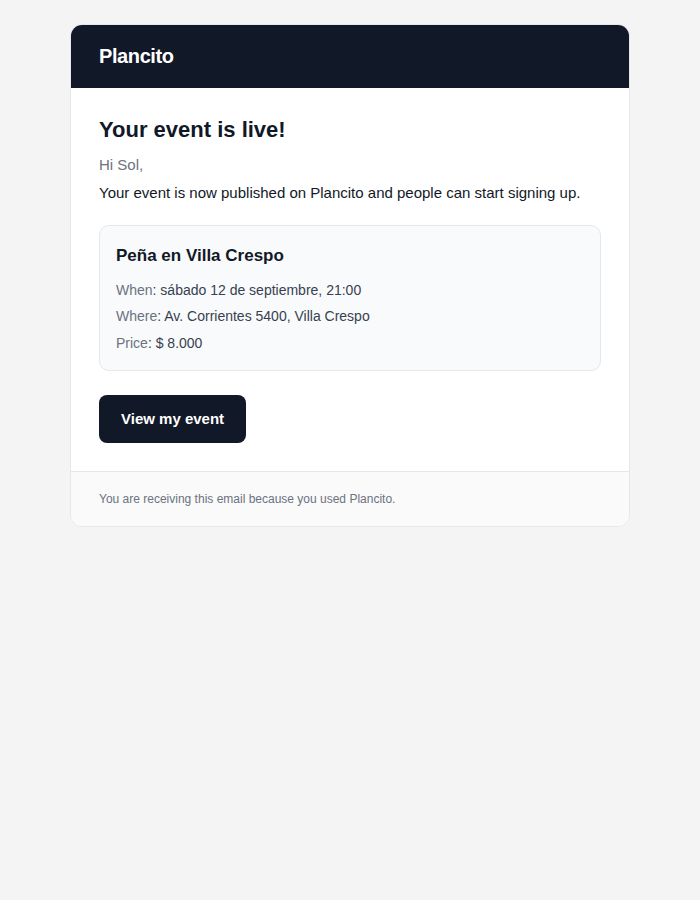 Plancito
Your event is live!
Hi Sol,
Your event is now published on Plancito and people can start signing up.
Peña en Villa Crespo
When: sábado 12 de septiembre, 21:00
Where: Av. Corrientes 5400, Villa Crespo
Price: $ 8.000
View my event
You are receiving this email because you used Plancito.